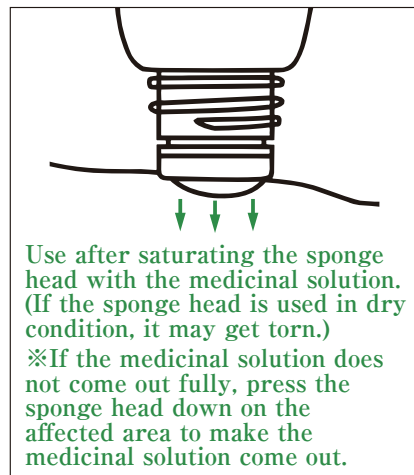 Use after saturating the sponge
head with the medicinal solution.
(If the sponge head is used in dry
condition, it may get torn.)
※If the medicinal solution does
not come out fully, press the
sponge head down on the
affected area to make the
medicinal solution come out.